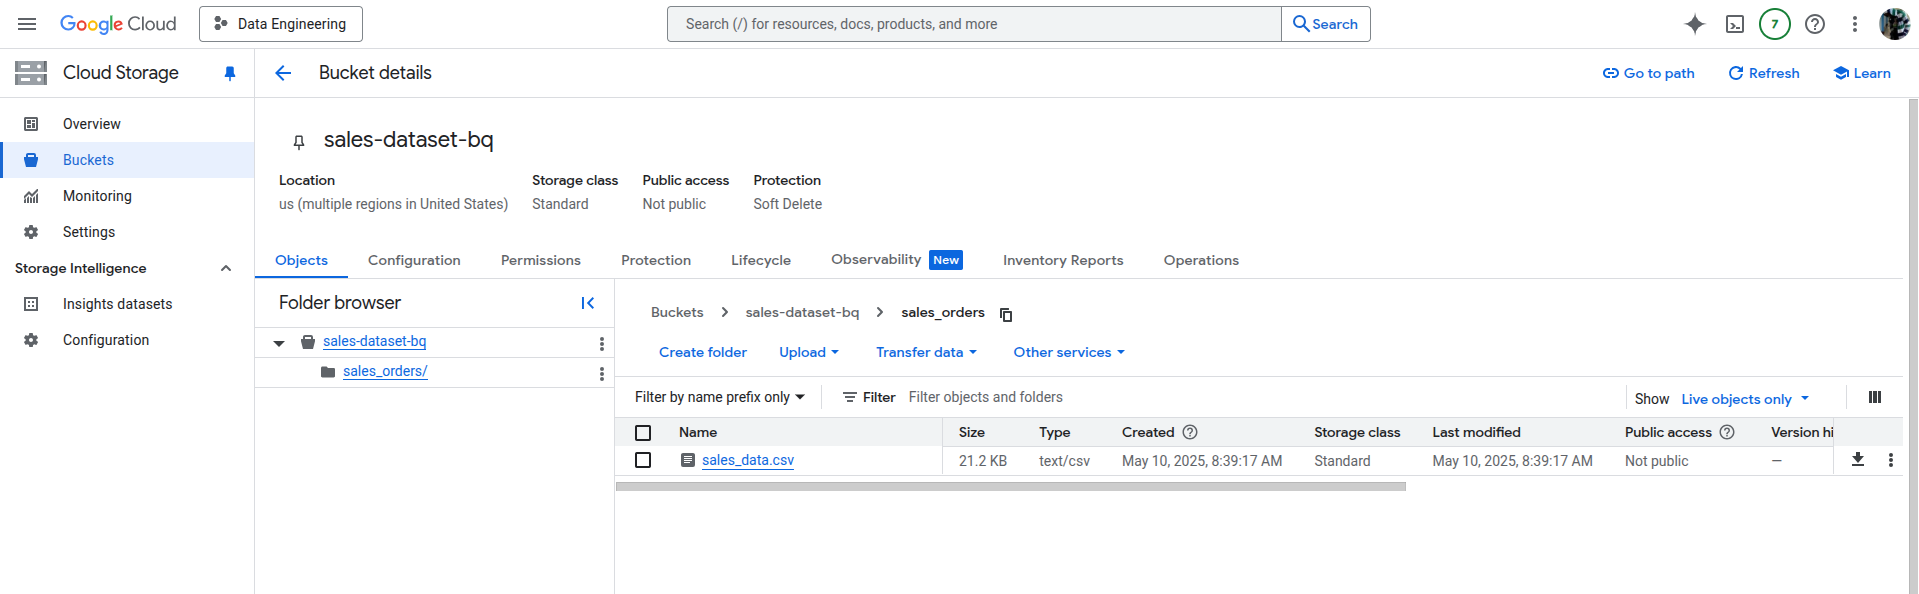 Google Cloud
Data Engineering
Search (/) for resources, docs, products, and more
Search
7
Cloud Storage
Bucket details
Go to path
Refresh
Learn
Overview
Buckets
Monitoring
Settings
Storage Intelligence
Insights datasets
Configuration
sales-dataset-bq
Location
Storage class
Public access
Protection
us (multiple regions in United States)
Standard
Not public
Soft Delete
Objects
Configuration
Permissions
Protection
Lifecycle
Observability New
Inventory Reports
Operations
Folder browser
sales-dataset-bq
sales_orders/
Buckets > sales-dataset-bq > sales_orders
Create folder
Upload
Transfer data
Other services
Filter by name prefix only
Filter
Filter objects and folders
Show
Live objects only
Name Size Type Created Storage class Last modified Public access Version hi
sales_data.csv 21.2 KB text/csv May 10, 2025, 8:39:17 AM Standard May 10, 2025, 8:39:17 AM Not public —